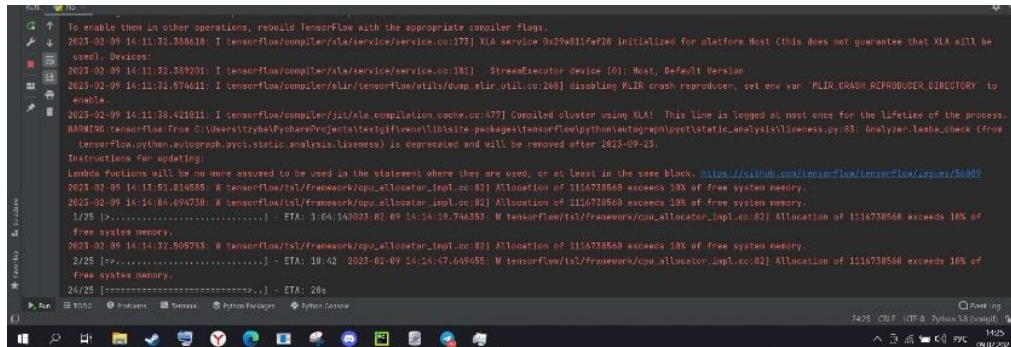 Run:
To enable them in other operations, rebuild TensorFlow with the appropriate compiler flags.
2023-02-09 14:11:32.388618: I tensorflow/compiler/xla/service/service.cc:173] XLA service 0x29a811faf20 initialized for platform Host (this does not guarantee that XLA will be
used). Devices:
2023-02-09 14:11:32.389201: I tensorflow/compiler/xla/service/service.cc:181] StreamExecutor device (0): Host, Default Version
2023-02-09 14:11:32.574611: I tensorflow/compiler/mlir/tensorflow/utils/dump_mlir_util.cc:268] disabling MLIR crash reproducer, set env var `MLIR_CRASH_REPRODUCER_DIRECTORY` to
enable.
2023-02-09 14:11:38.421811: I tensorflow/compiler/jit/xla_compilation_cache.cc:477] Compiled cluster using XLA! This line is logged at most once for the lifetime of the process.
WARNING:tensorflow:From C:\Users\tzyba\PycharmProjects\textgif\venv\lib\site-packages\tensorflow\python\autograph\pyct\static_analysis\liveness.py:83: Analyzer.lamba_check (from
tensorflow.python.autograph.pyct.static_analysis.liveness) is deprecated and will be removed after 2023-09-23.
Instructions for updating:
Lambda fuctions will be no more assumed to be used in the statement where they are used, or at least in the same block. https://github.com/tensorflow/tensorflow/issues/56089
2023-02-09 14:13:51.814585: W tensorflow/tsl/framework/cpu_allocator_impl.cc:82] Allocation of 1116738560 exceeds 10% of free system memory.
2023-02-09 14:14:04.694738: W tensorflow/tsl/framework/cpu_allocator_impl.cc:82] Allocation of 1116738560 exceeds 10% of free system memory.
1/25 [>.............................] - ETA: 1:04:142023-02-09 14:14:19.746353: W tensorflow/tsl/framework/cpu_allocator_impl.cc:82] Allocation of 1116738560 exceeds 10% of
free system memory.
2023-02-09 14:14:32.505753: W tensorflow/tsl/framework/cpu_allocator_impl.cc:82] Allocation of 1116738560 exceeds 10% of free system memory.
2/25 [=>............................] - ETA: 18:42 2023-02-09 14:14:47.649455: W tensorflow/tsl/framework/cpu_allocator_impl.cc:82] Allocation of 1116738560 exceeds 10% of
free system memory.
24/25 [===========================>..] - ETA: 28s
Structure
Favorites
Run TODO Problems Terminal Python Packages Python Console Event Log
CRLF UTF-8 Python 3.8 (textgif)
РУС 14:25